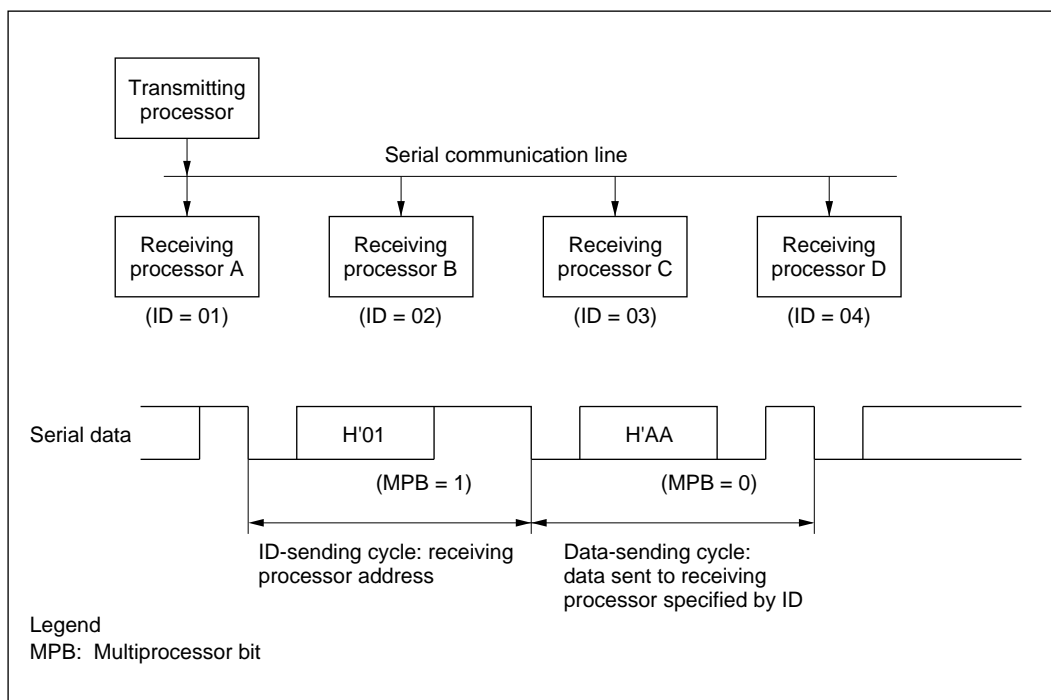 Transmitting
processor
Serial communication line
Receiving
processor A
Receiving
processor B
Receiving
processor C
Receiving
processor D
(ID = 01)
(ID = 02)
(ID = 03)
(ID = 04)
Serial data
H'01
H'AA
(MPB = 1)
(MPB = 0)
ID-sending cycle: receiving
processor address
Data-sending cycle:
data sent to receiving
processor specified by ID
Legend
MPB: Multiprocessor bit